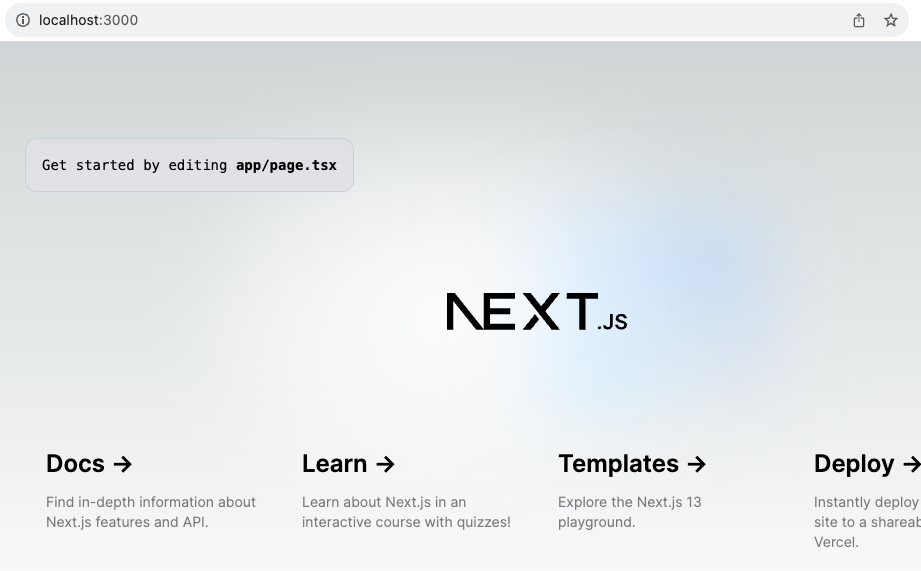 localhost:3000
Get started by editing app/page.tsx
NEXT.JS
Docs →
Find in-depth information about
Next.js features and API.
Learn →
Learn about Next.js in an
interactive course with quizzes!
Templates →
Explore the Next.js 13
playground.
Deploy →
Instantly deploy
site to a shareab
Vercel.